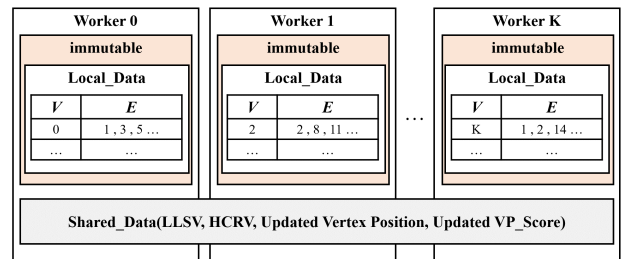 Worker 0
Worker 1
Worker K
immutable
immutable
immutable
Local_Data
Local_Data
Local_Data
V E
V E
V E
0 1 , 3 , 5 …
2 2 , 8 , 11 …
K 1 , 2 , 14 …
… …
… …
… …
…
Shared_Data(LLSV, HCRV, Updated Vertex Position, Updated VP_Score)